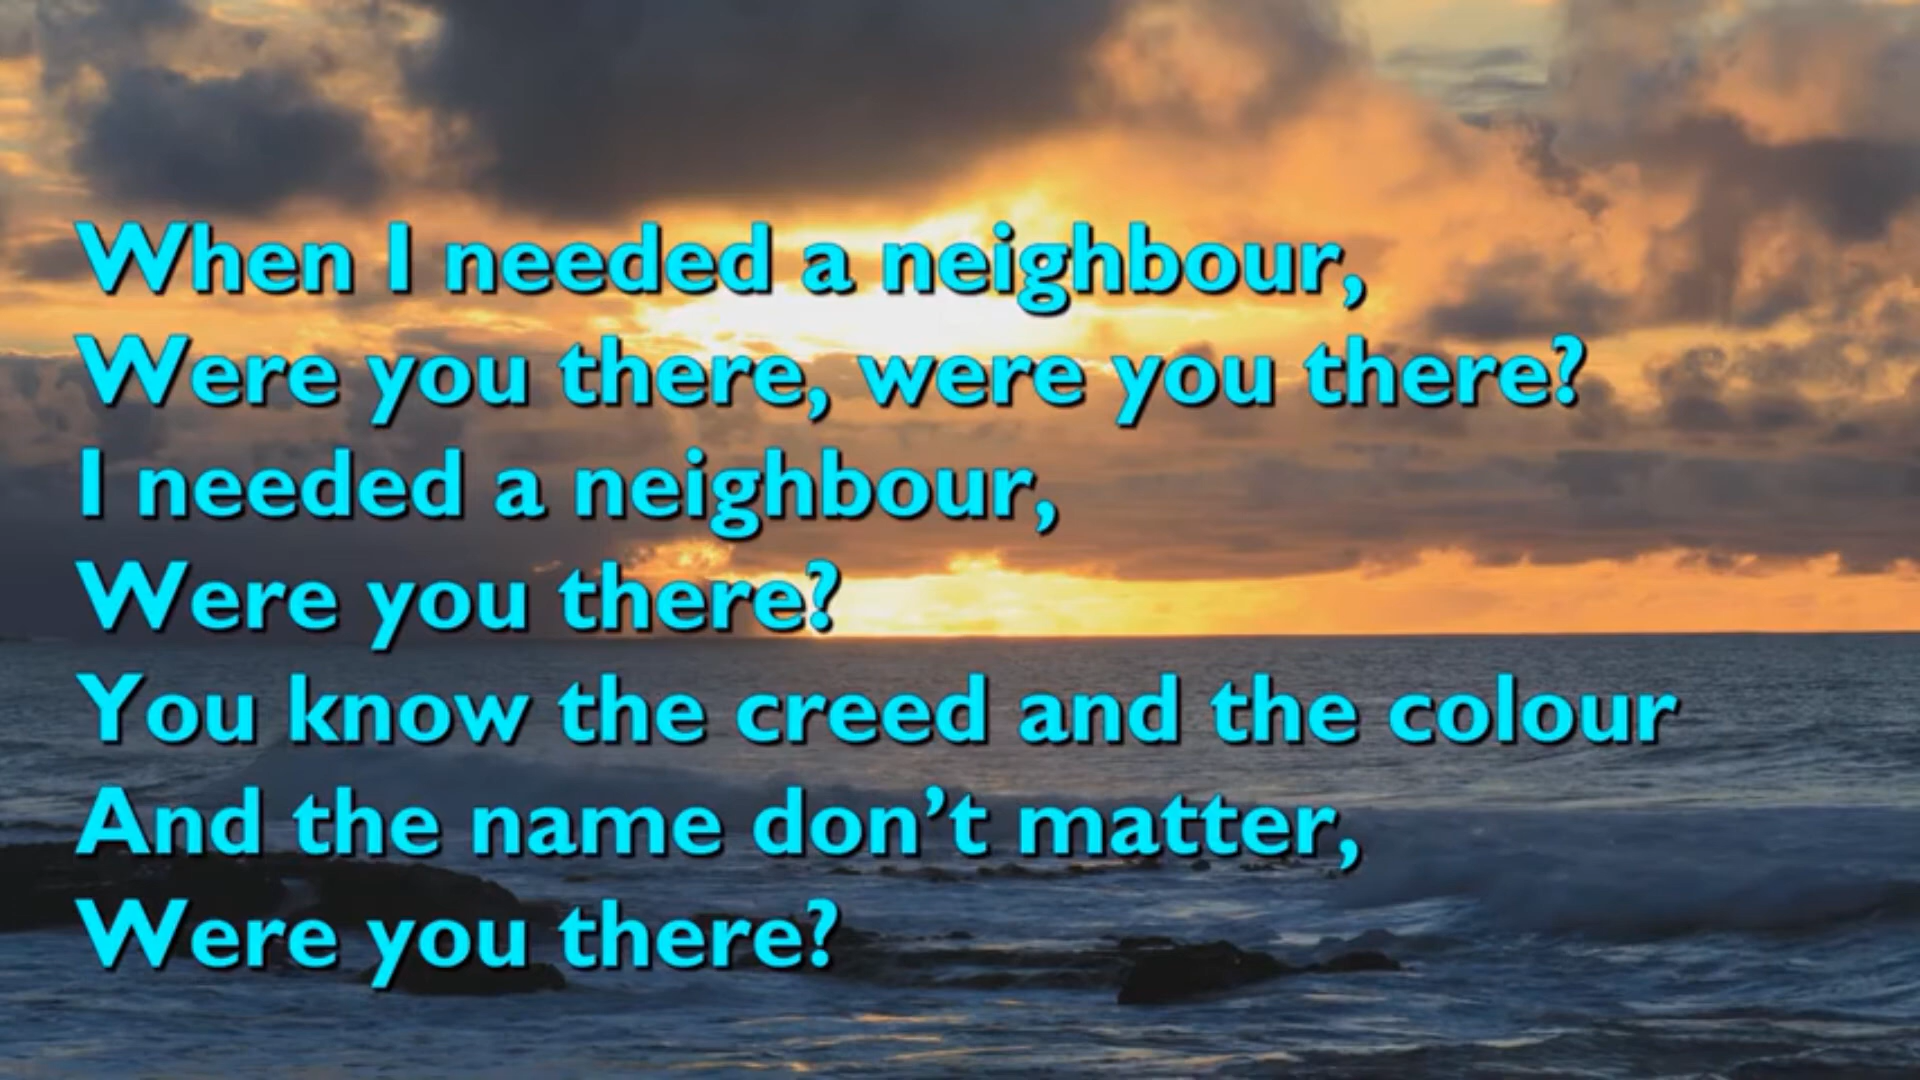 When I needed a neighbour,
Were you there, were you there?
I needed a neighbour,
Were you there?
You know the creed and the colour
And the name don’t matter,
Were you there?